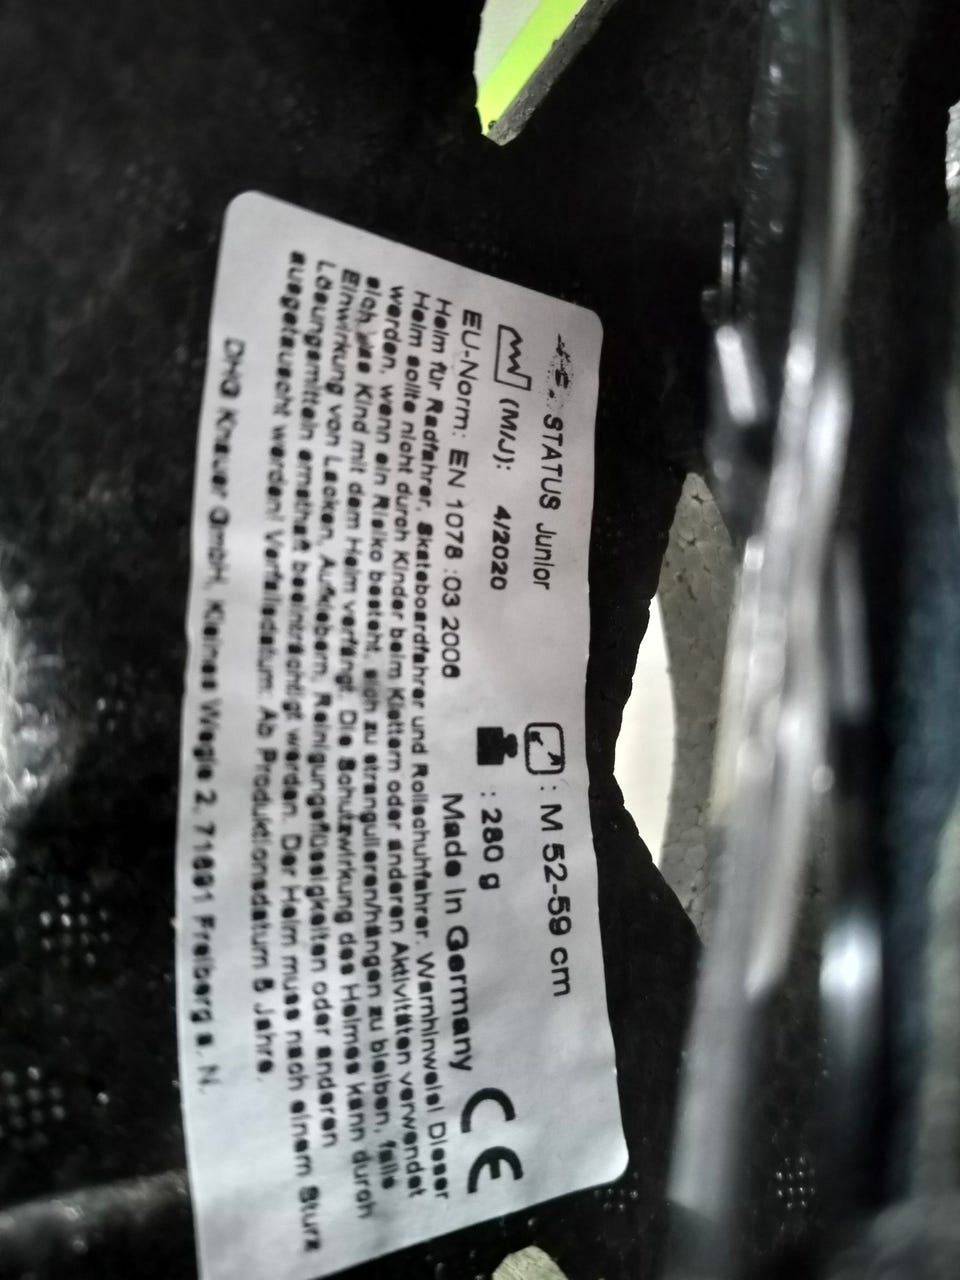 STATUS Junior
: M 52-59 cm
(M/J): 4/2020
: 280 g
EU-Norm: EN 1078 :03 2006
Made in Germany CE
Helm für Radfahrer, Skateboardfahrer und Rollschuhfahrer. Warnhinweis! Dieser
Helm sollte nicht durch Kinder beim Klettern oder anderen Aktivitäten verwendet
werden, wenn ein Risiko besteht, sich zu strangulieren/hängen zu bleiben, falls
sich das Kind mit dem Helm verfängt. Die Schutzwirkung des Helmes kann durch
Einwirkung von Lacken, Aufklebern, Reinigungsflüssigkeiten oder anderen
Lösungsmitteln ernsthaft beeinträchtigt werden. Der Helm muss nach einem Sturz
ausgetauscht werden! Verfallsdatum: Ab Produktionsdatum 8 Jahre.
DHG Knauer GmbH, Kleines Wegle 2, 71691 Freiberg a. N.